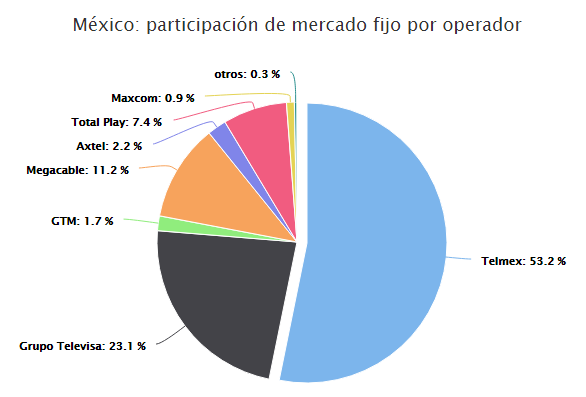 México: participación de mercado fijo por operador
otros: 0.3 %
Maxcom: 0.9 %
Total Play: 7.4 %
Axtel: 2.2 %
Megacable: 11.2 %
GTM: 1.7 %
Telmex: 53.2 %
Grupo Televisa: 23.1 %